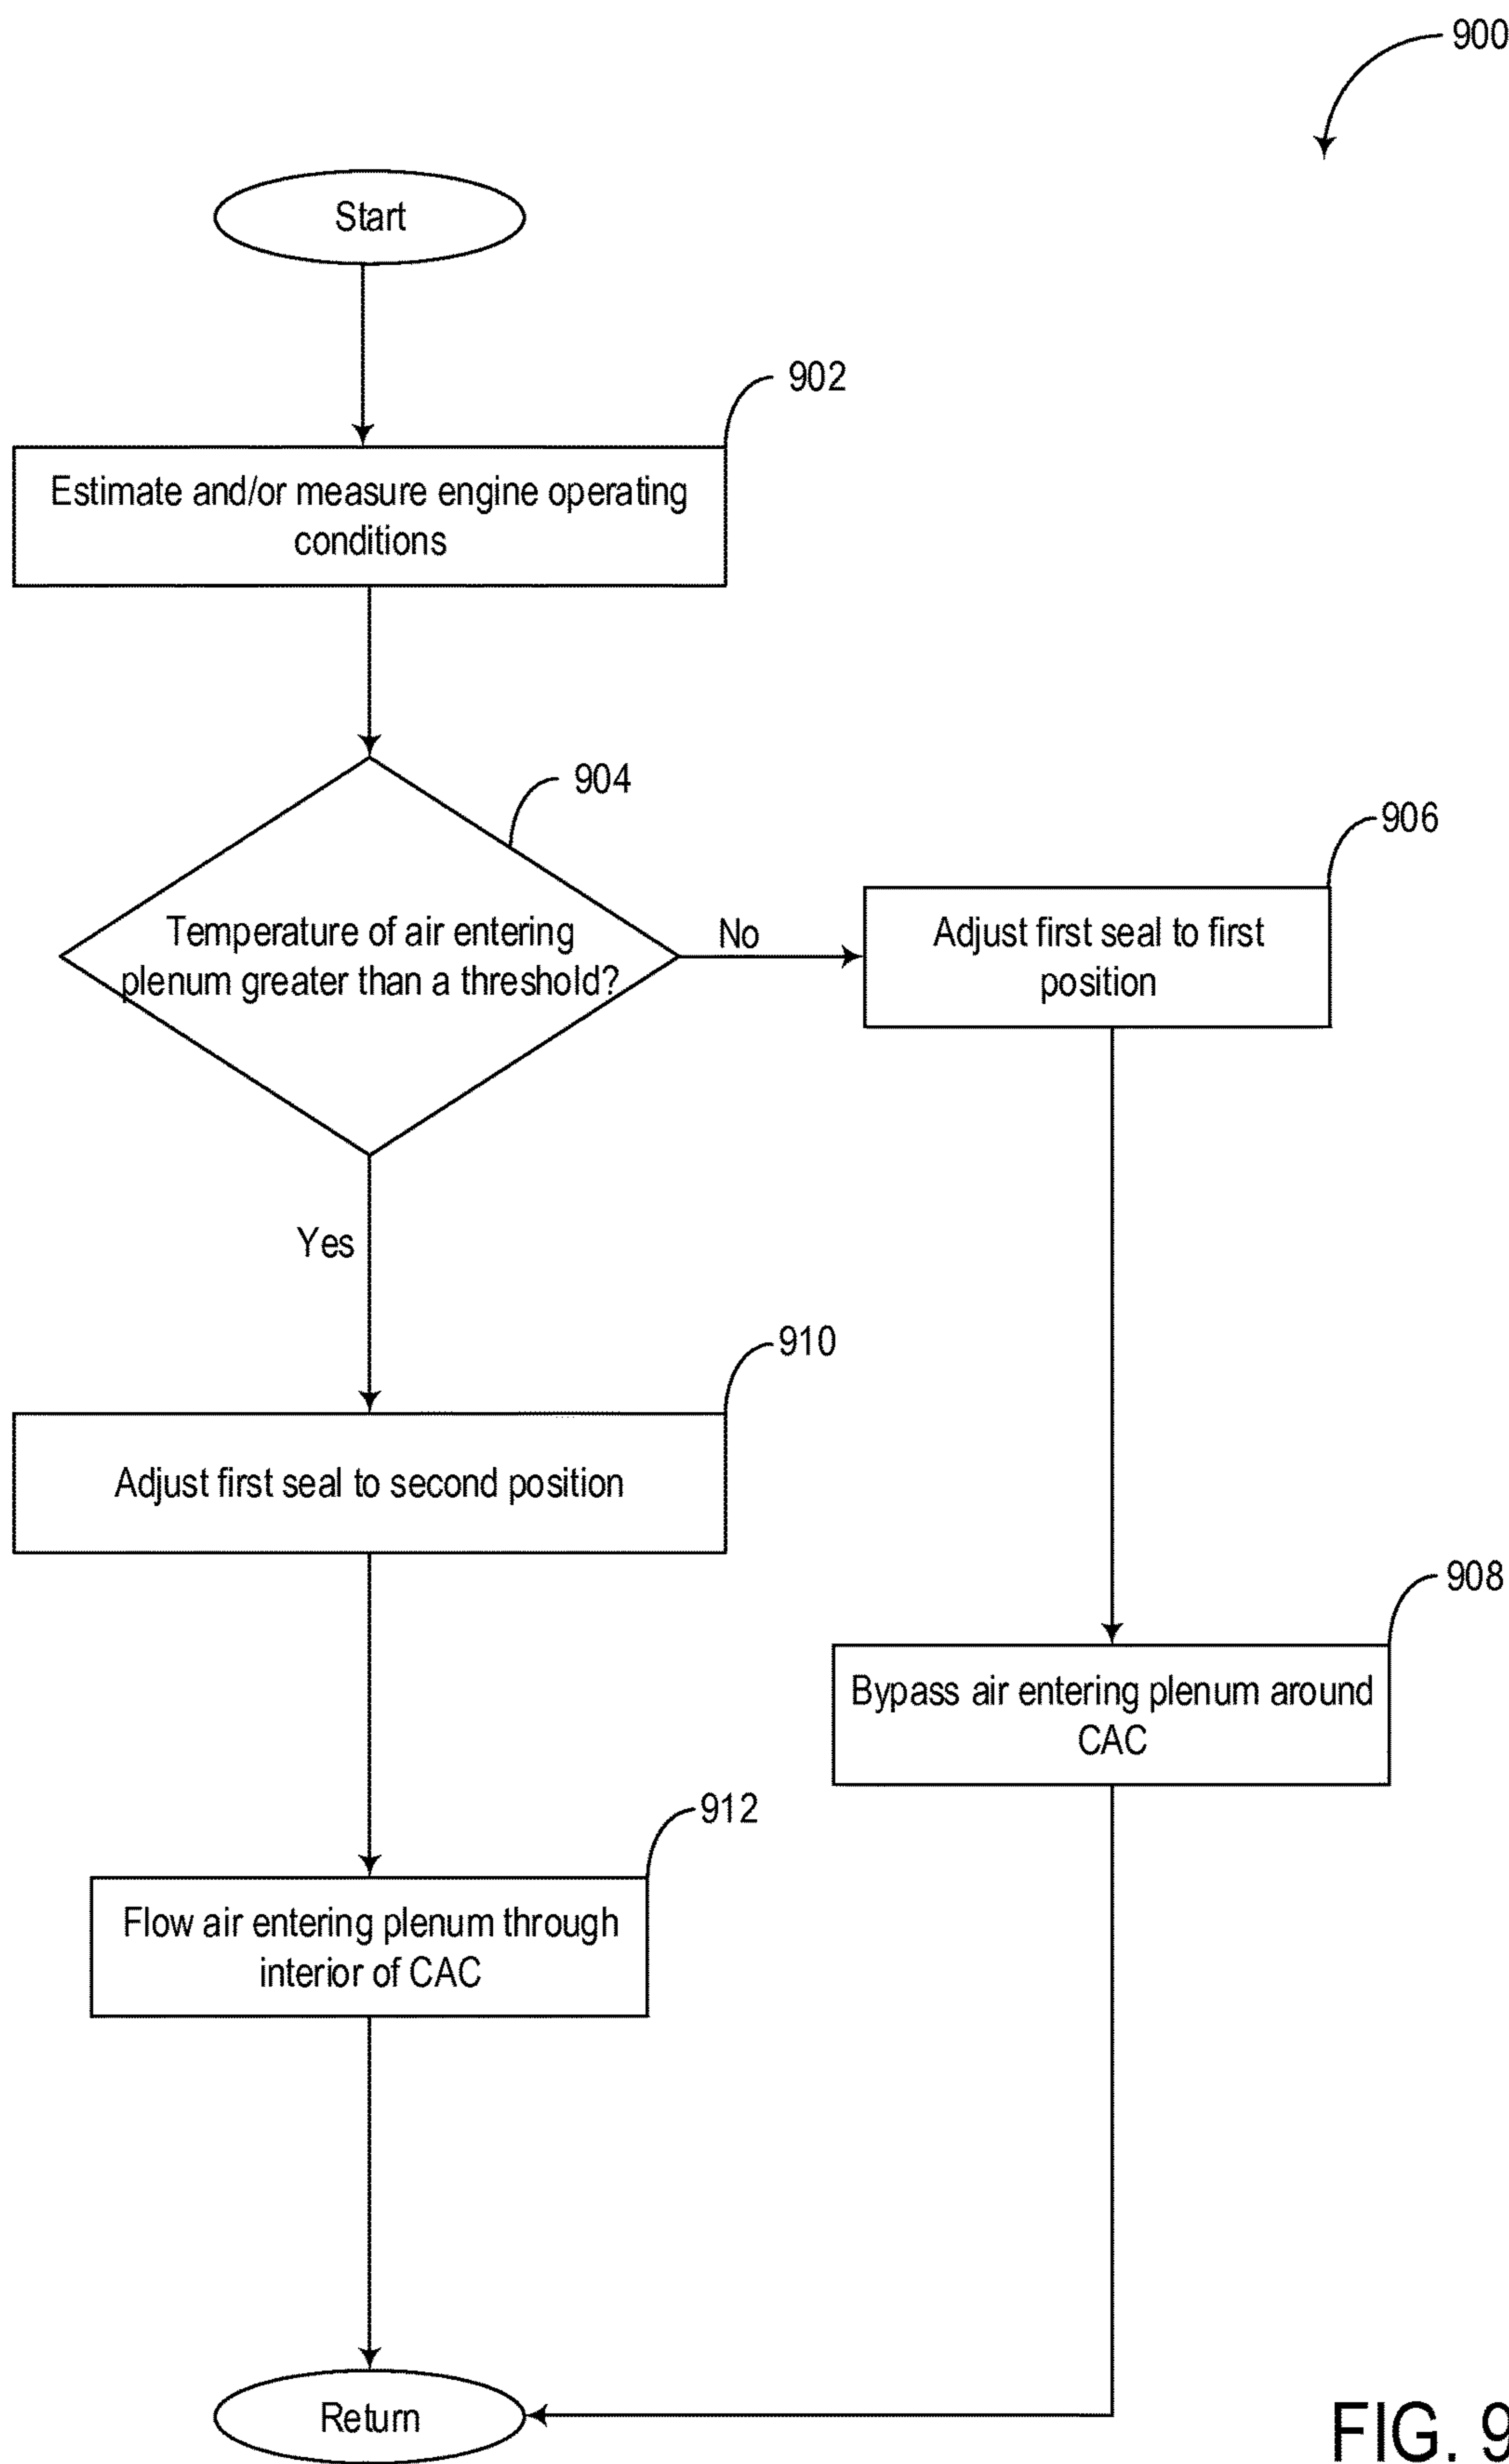 900
Start
902
Estimate and/or measure engine operating
conditions
904
Temperature of air entering
plenum greater than a threshold?
No
906
Adjust first seal to first
position
Yes
910
Adjust first seal to second position
908
Bypass air entering plenum around
CAC
912
Flow air entering plenum through
interior of CAC
Return
FIG. 9